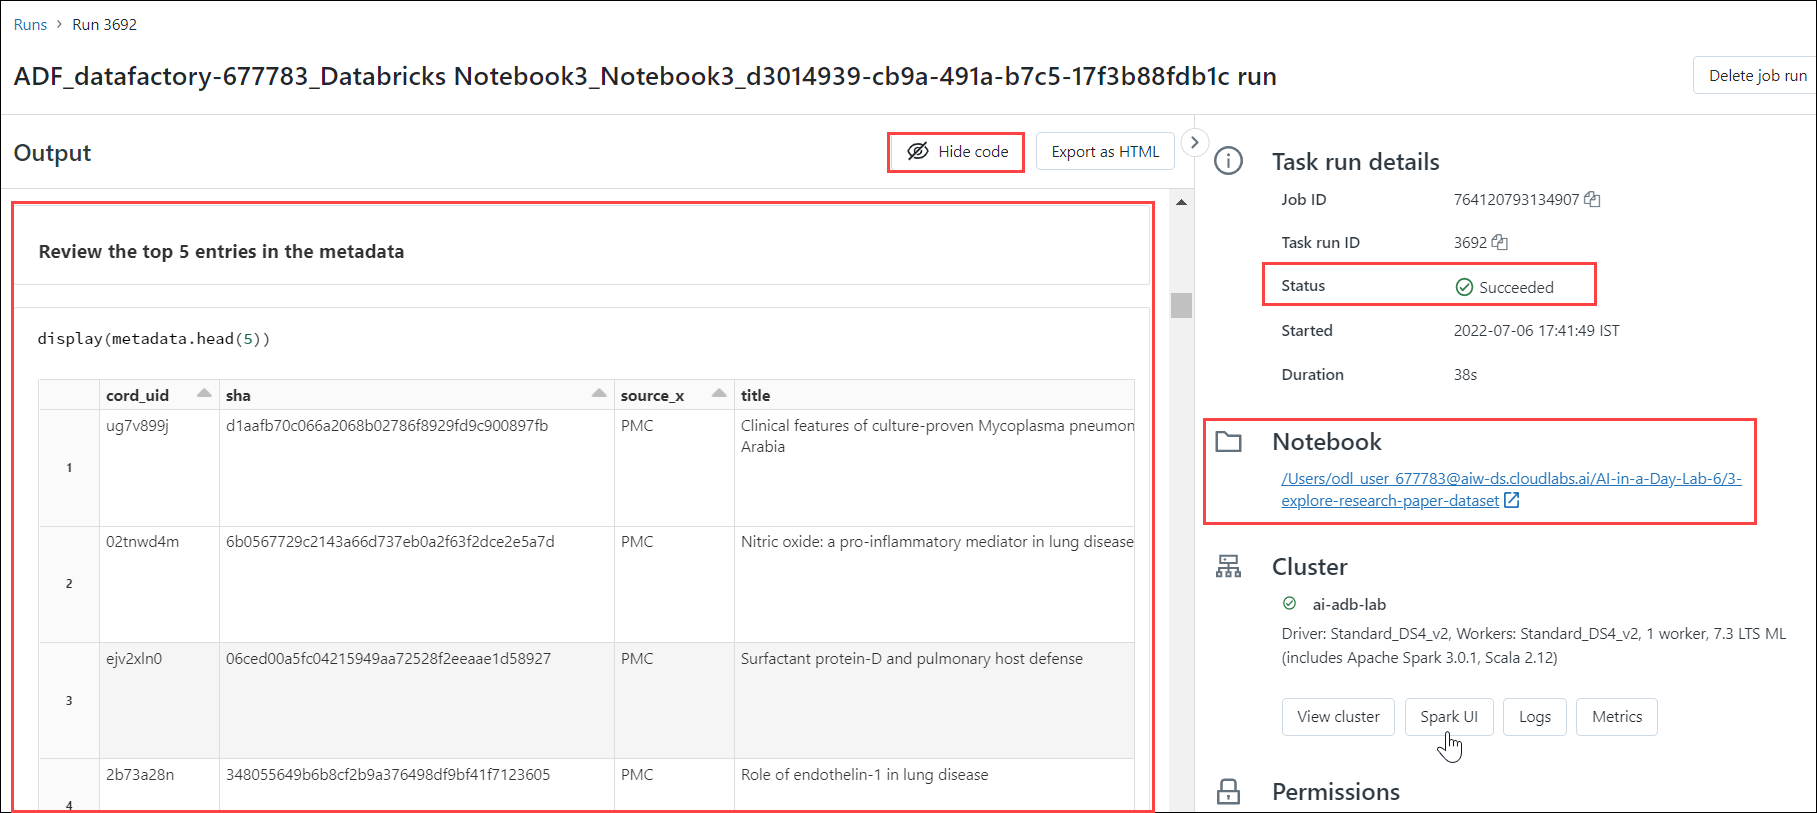 Runs > Run 3692
ADF_datafactory-677783_Databricks Notebook3_Notebook3_d3014939-cb9a-491a-b7c5-17f3b88fdb1c run
Delete job run
Output
Hide code
Export as HTML
Review the top 5 entries in the metadata
display(metadata.head(5))
cord_uid sha source_x title
1 ug7v899j d1aafb70c066a2068b02786f8929fd9c900897fb PMC Clinical features of culture-proven Mycoplasma pneumon
Arabia
2 02tnwd4m 6b0567729c2143a66d737eb0a2f63f2dce2e5a7d PMC Nitric oxide: a pro-inflammatory mediator in lung disease
3 ejv2xln0 06ced00a5fc04215949aa72528f2eeaae1d58927 PMC Surfactant protein-D and pulmonary host defense
4 2b73a28n 348055649b6b8cf2b9a376498df9bf41f7123605 PMC Role of endothelin-1 in lung disease
Task run details
Job ID 764120793134907
Task run ID 3692
Status Succeeded
Started 2022-07-06 17:41:49 IST
Duration 38s
Notebook
/Users/odl_user_677783@aiw-ds.cloudlabs.ai/AI-in-a-Day-Lab-6/3-
explore-research-paper-dataset
Cluster
ai-adb-lab
Driver: Standard_DS4_v2, Workers: Standard_DS4_v2, 1 worker, 7.3 LTS ML
(includes Apache Spark 3.0.1, Scala 2.12)
View cluster
Spark UI
Logs
Metrics
Permissions